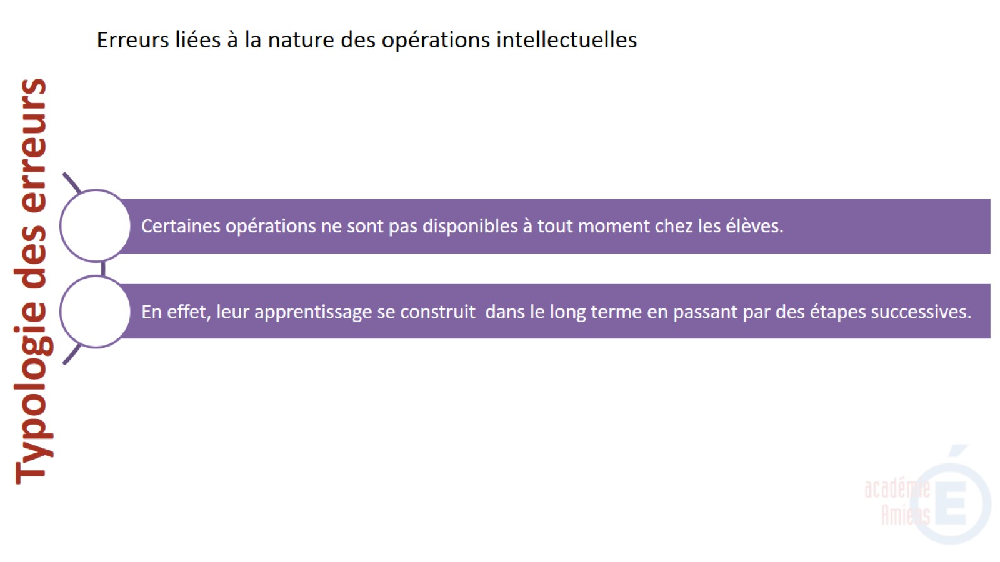 Erreurs liées à la nature des opérations intellectuelles
Typologie des erreurs
Certaines opérations ne sont pas disponibles à tout moment chez les élèves.
En effet, leur apprentissage se construit  dans le long terme en passant par des étapes successives.
académie
Amiens
É